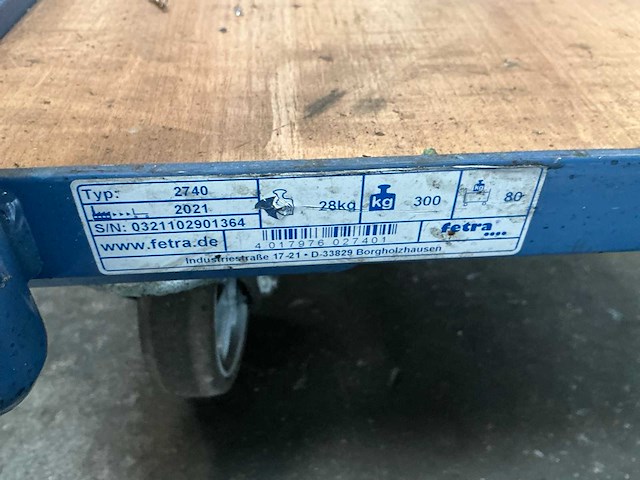 Typ: 2740
2021
S/N: 0321102901364
www.fetra.de
28kg
kg 300
kg 80
4 017976 027401
fetra
Industriestraße 17-21 • D-33829 Borgholzhausen